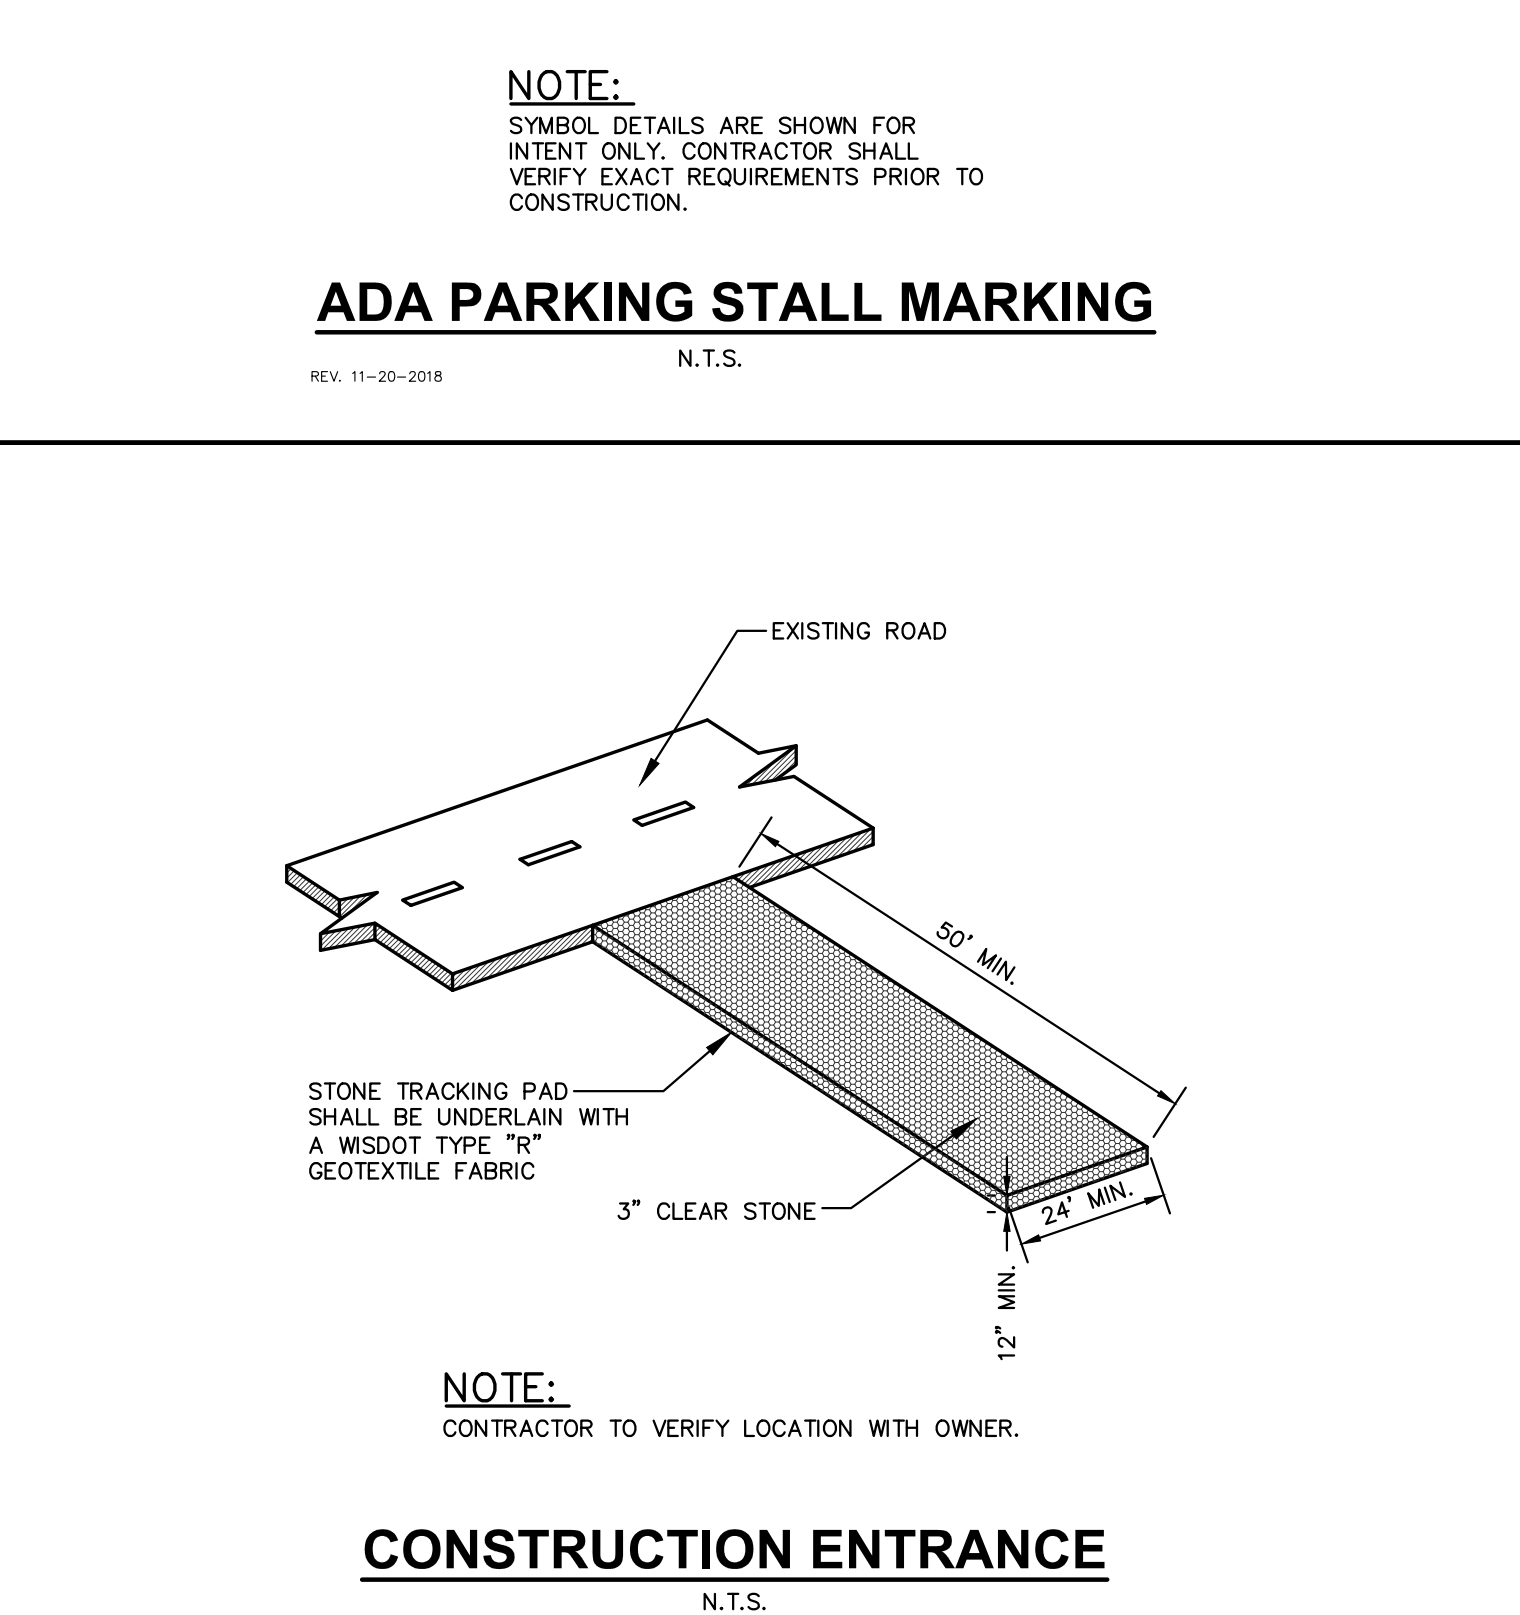 NOTE:
SYMBOL DETAILS ARE SHOWN FOR
INTENT ONLY. CONTRACTOR SHALL
VERIFY EXACT REQUIREMENTS PRIOR TO
CONSTRUCTION.
ADA PARKING STALL MARKING
N.T.S.
REV. 11-20-2018
EXISTING ROAD
50' MIN.
STONE TRACKING PAD
SHALL BE UNDERLAIN WITH
A WISDOT TYPE "R"
GEOTEXTILE FABRIC
3" CLEAR STONE
24' MIN.
12" MIN.
NOTE:
CONTRACTOR TO VERIFY LOCATION WITH OWNER.
CONSTRUCTION ENTRANCE
N.T.S.